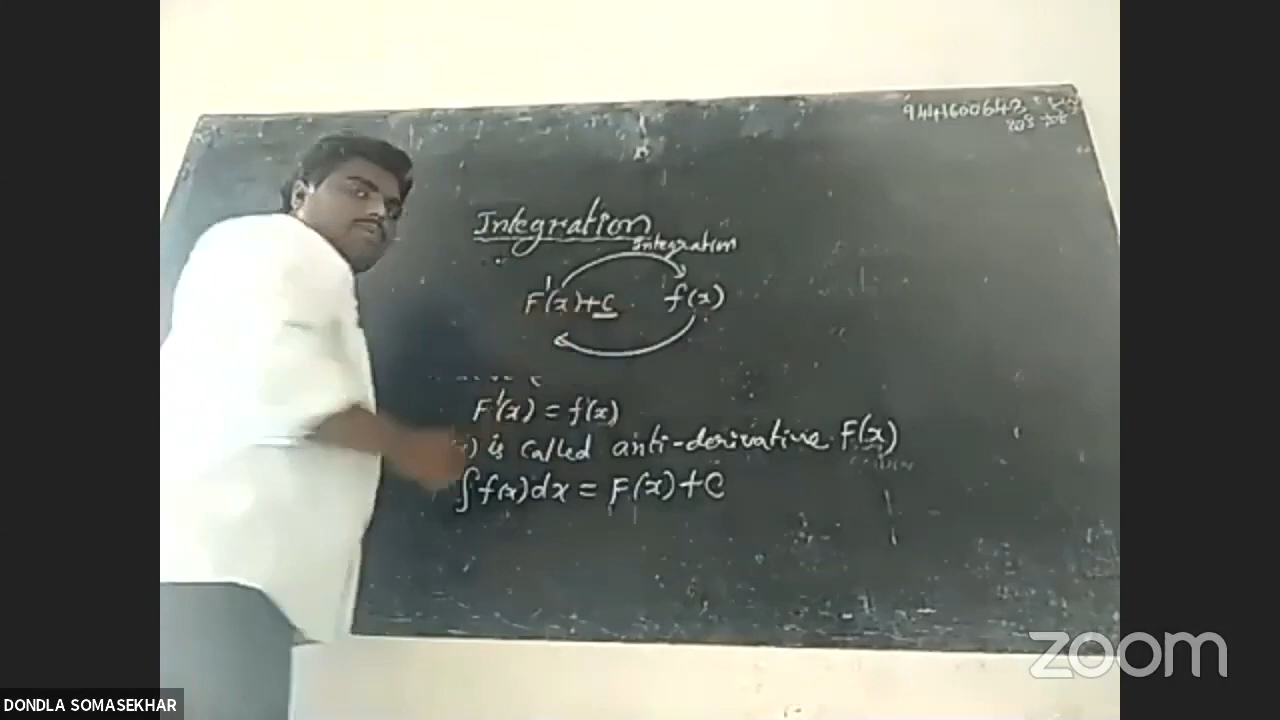 9441600643
Integration
Integration
F'(x)+c f(x)
F'(x) = f(x)
) is called anti-derivative F(x)
∫f(x)dx = F(x)+C
zoom
DONDLA SOMASEKHAR